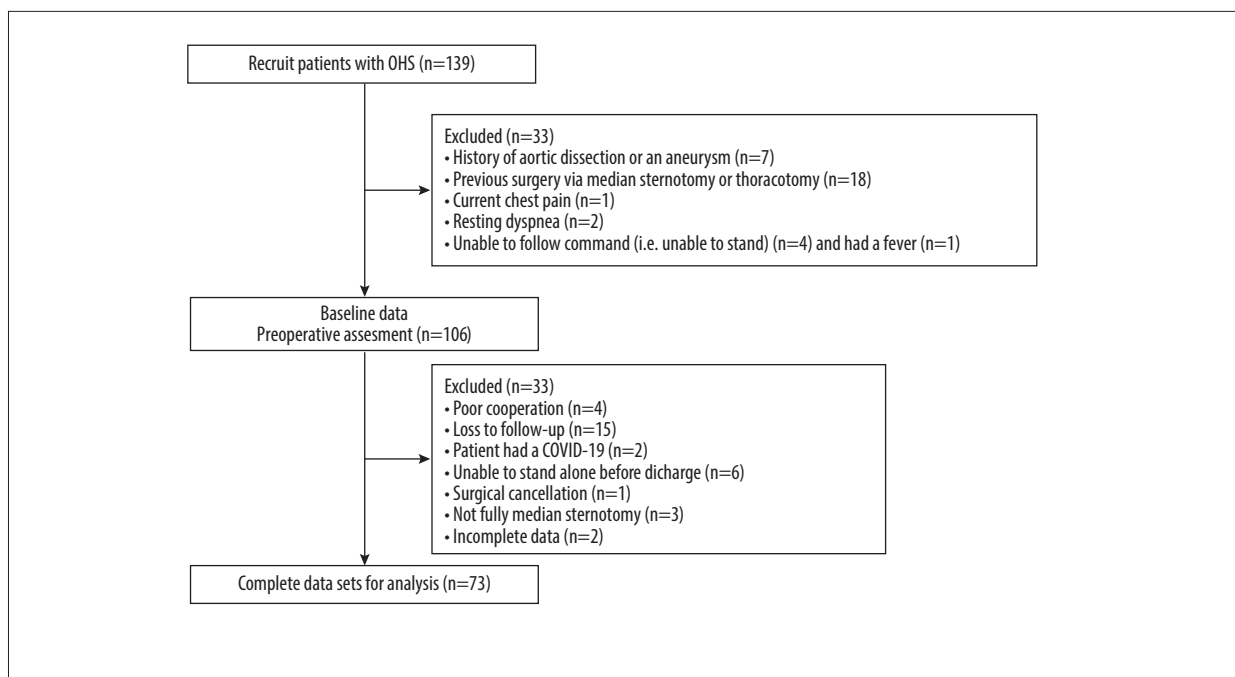 Recruit patients with OHS (n=139)
Excluded (n=33)
• History of aortic dissection or an aneurysm (n=7)
• Previous surgery via median sternotomy or thoracotomy (n=18)
• Current chest pain (n=1)
• Resting dyspnea (n=2)
• Unable to follow command (i.e. unable to stand) (n=4) and had a fever (n=1)
Baseline data
Preoperative assesment (n=106)
Excluded (n=33)
• Poor cooperation (n=4)
• Loss to follow-up (n=15)
• Patient had a COVID-19 (n=2)
• Unable to stand alone before dicharge (n=6)
• Surgical cancellation (n=1)
• Not fully median sternotomy (n=3)
• Incomplete data (n=2)
Complete data sets for analysis (n=73)